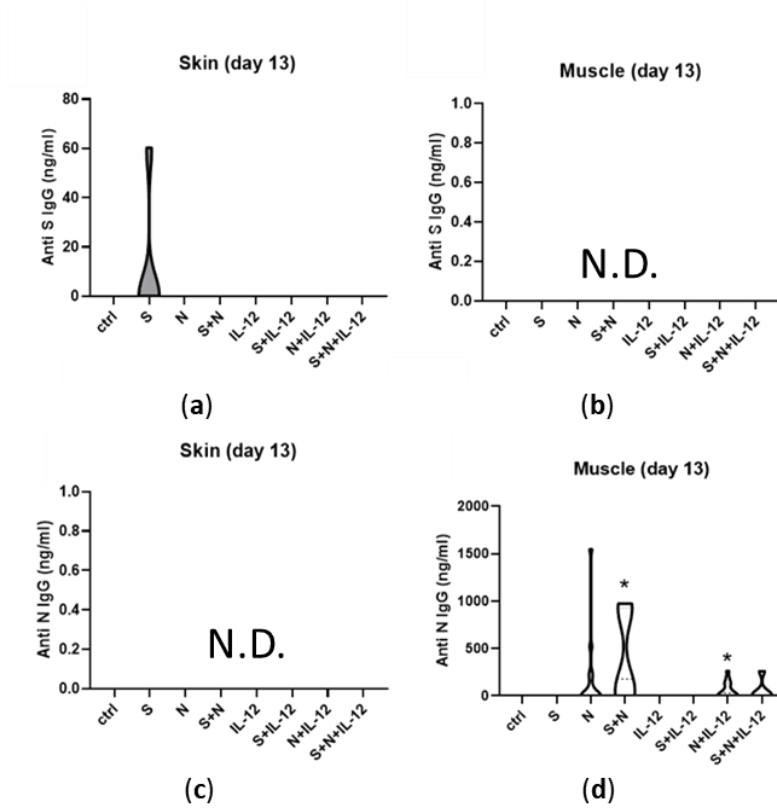 Skin (day 13)
Anti S IgG (ng/ml)
80
60
40
20
0
ctrl
S
N
S+N
IL-12
S+IL-12
N+IL-12
S+N+IL-12
(a)
Muscle (day 13)
Anti S IgG (ng/ml)
1.0
0.8
0.6
0.4
0.2
0.0
N.D.
ctrl
S
N
S+N
IL-12
S+IL-12
N+IL-12
S+N+IL-12
(b)
Skin (day 13)
Anti N IgG (ng/ml)
1.0
0.8
0.6
0.4
0.2
0.0
N.D.
ctrl
S
N
S+N
IL-12
S+IL-12
N+IL-12
S+N+IL-12
(c)
Muscle (day 13)
Anti N IgG (ng/ml)
2000
1500
1000
500
0
*
*
ctrl
S
N
S+N
IL-12
S+IL-12
N+IL-12
S+N+IL-12
(d)